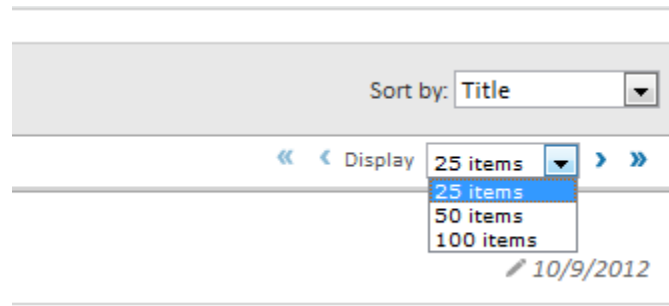 Sort by: Title
« ‹ Display 25 items › »
25 items
50 items
100 items
10/9/2012